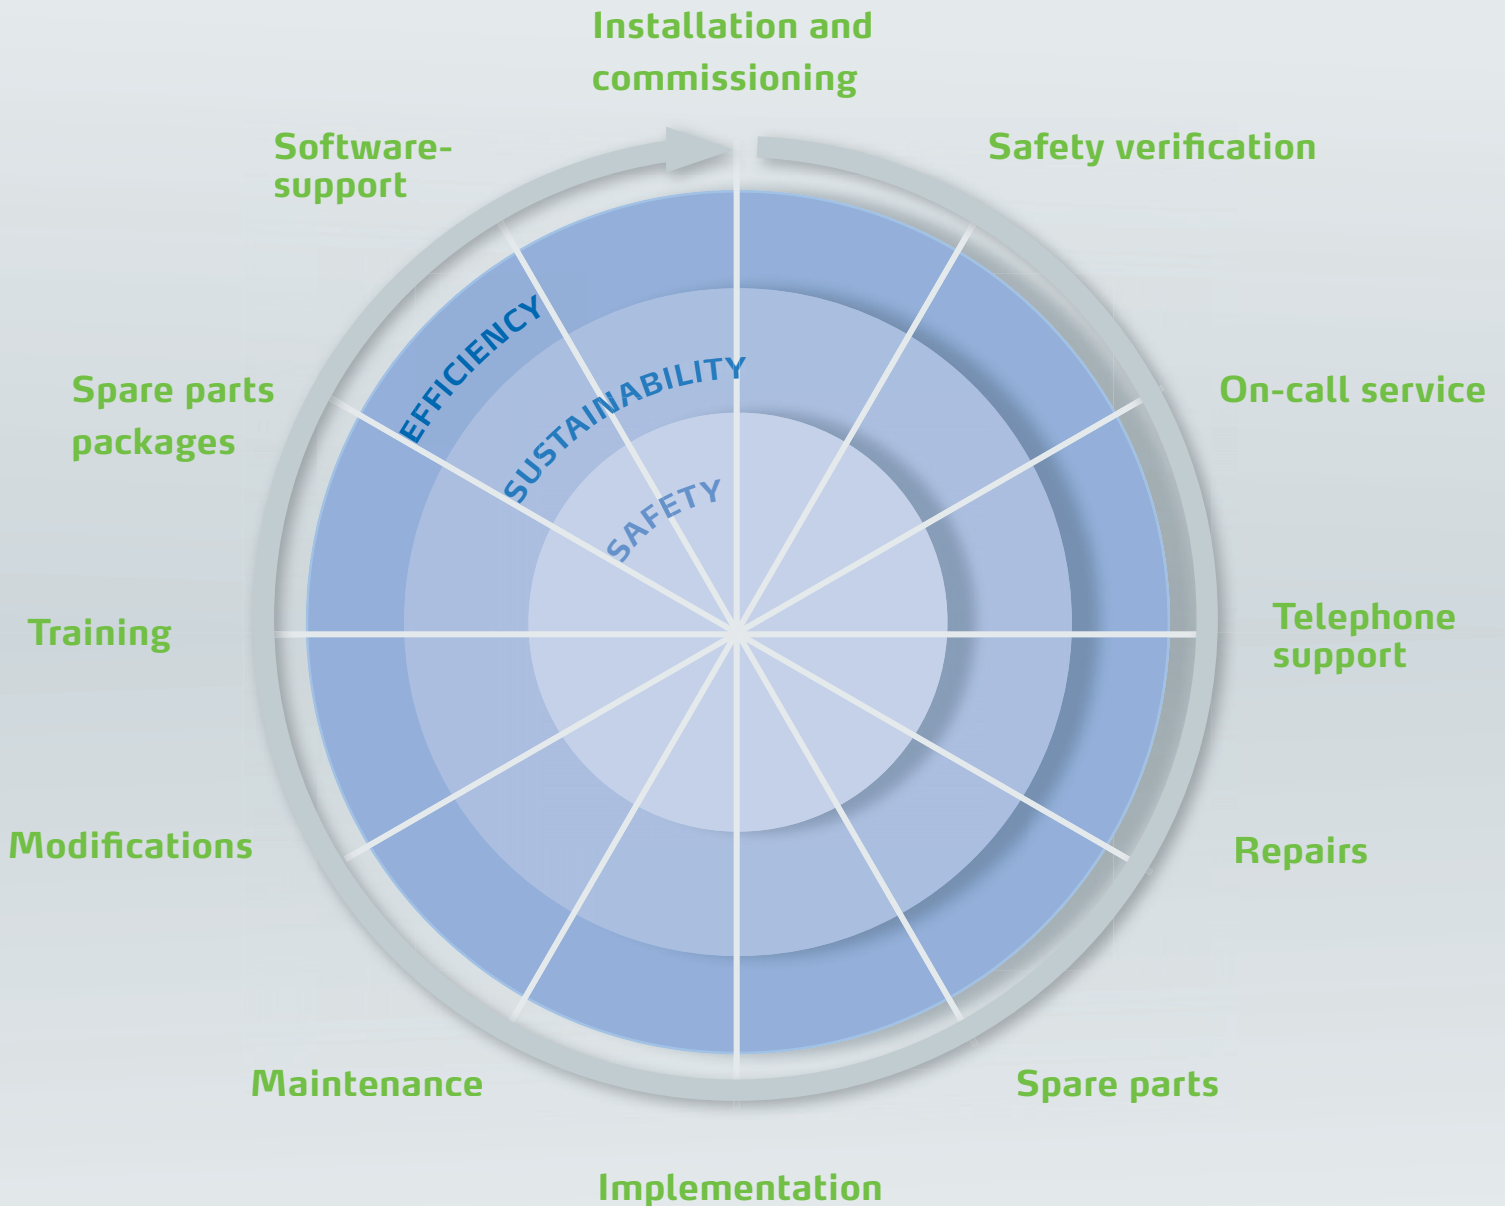 Installation and
commissioning
Safety verification
On-call service
Telephone
support
Repairs
Spare parts
Implementation
Maintenance
Modifications
Training
Spare parts
packages
Software-
support
EFFICIENCY
SUSTAINABILITY
SAFETY